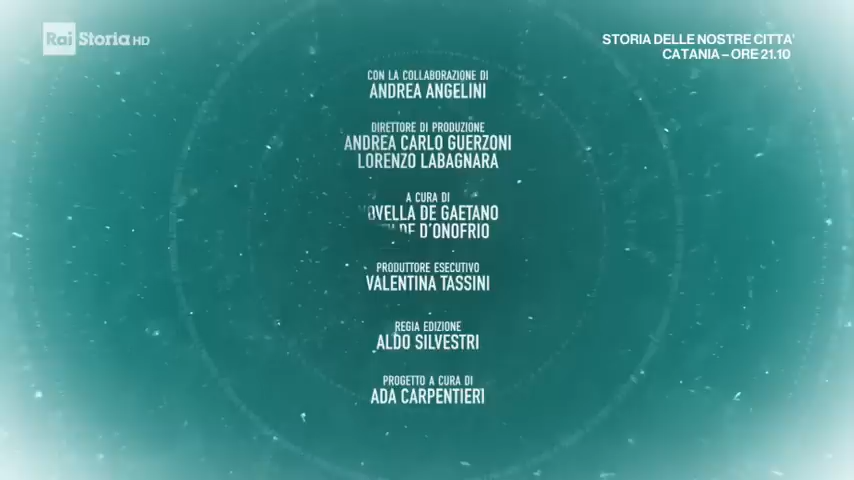 Rai Storia HD
STORIA DELLE NOSTRE CITTA'
CATANIA – ORE 21.10
CON LA COLLABORAZIONE DI
ANDREA ANGELINI
DIRETTORE DI PRODUZIONE
ANDREA CARLO GUERZONI
LORENZO LABAGNARA
A CURA DI
DE GAETANO
D'ONOFRIO
PRODUTTORE ESECUTIVO
VALENTINA TASSINI
REGIA EDIZIONE
ALDO SILVESTRI
PROGETTO A CURA DI
ADA CARPENTIERI